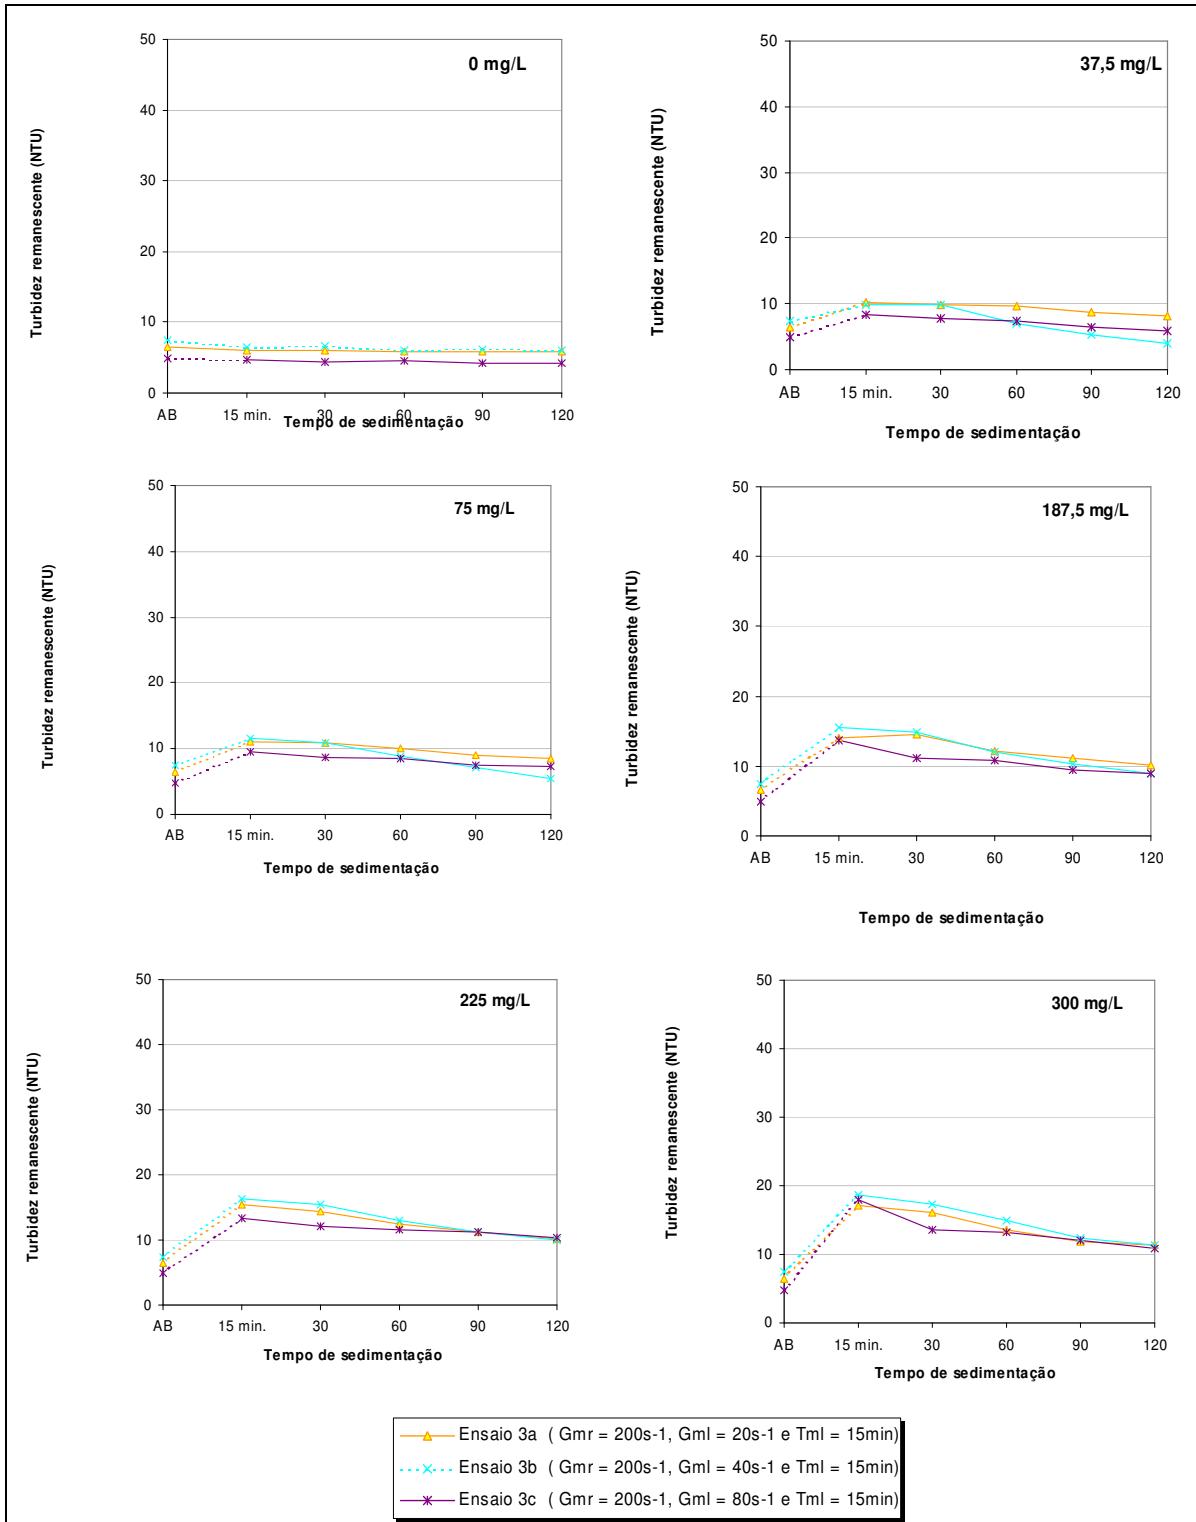 50
40
30
20
10
0
Turbidez remanescente (NTU)
0 mg/L
AB 15 min. 30 60 90 120
Tempo de sedimentação
50
40
30
20
10
0
Turbidez remanescente (NTU)
37,5 mg/L
AB 15 min. 30 60 90 120
Tempo de sedimentação
50
40
30
20
10
0
Turbidez remanescente (NTU)
75 mg/L
AB 15 min. 30 60 90 120
Tempo de sedimentação
50
40
30
20
10
0
Turbidez remanescente (NTU)
187,5 mg/L
AB 15 min. 30 60 90 120
Tempo de sedimentação
50
40
30
20
10
0
Turbidez remanescente (NTU)
225 mg/L
AB 15 min. 30 60 90 120
Tempo de sedimentação
50
40
30
20
10
0
Turbidez remanescente (NTU)
300 mg/L
AB 15 min. 30 60 90 120
Tempo de sedimentação
Ensaio 3a ( Gmr = 200s-1, Gml = 20s-1 e Tml = 15min)
Ensaio 3b ( Gmr = 200s-1, Gml = 40s-1 e Tml = 15min)
Ensaio 3c ( Gmr = 200s-1, Gml = 80s-1 e Tml = 15min)